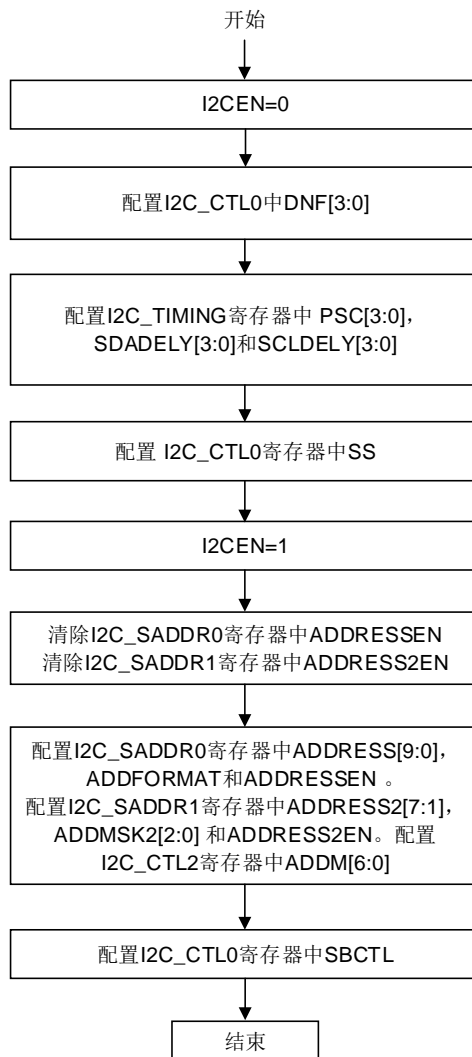 开始
I2CEN=0
配置I2C_CTL0中DNF[3:0]
配置I2C_TIMING寄存器中 PSC[3:0]，
SDADELY[3:0]和SCLDELY[3:0]
配置 I2C_CTL0寄存器中SS
I2CEN=1
清除I2C_SADDR0寄存器中ADDRESSEN
清除I2C_SADDR1寄存器中ADDRESS2EN
配置I2C_SADDR0寄存器中ADDRESS[9:0]，
ADDFORMAT和ADDRESSEN 。
配置I2C_SADDR1寄存器中ADDRESS2[7:1]，
ADDMSK2[2:0] 和ADDRESS2EN。配置
I2C_CTL2寄存器中ADDM[6:0]
配置I2C_CTL0寄存器中SBCTL
结束